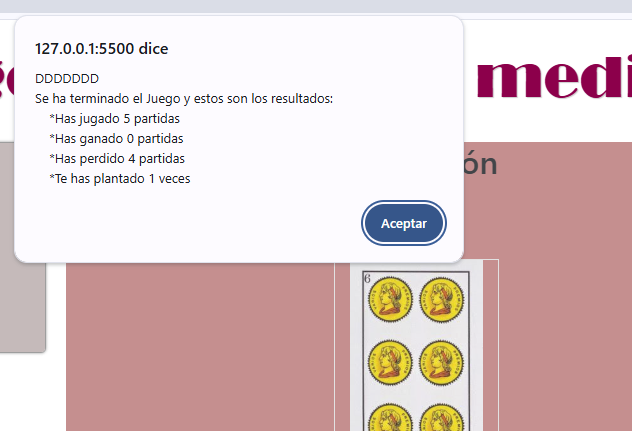 127.0.0.1:5500 dice
DDDDDDD
Se ha terminado el Juego y estos son los resultados:
*Has jugado 5 partidas
*Has ganado 0 partidas
*Has perdido 4 partidas
*Te has plantado 1 veces
Aceptar
medi
ón
6